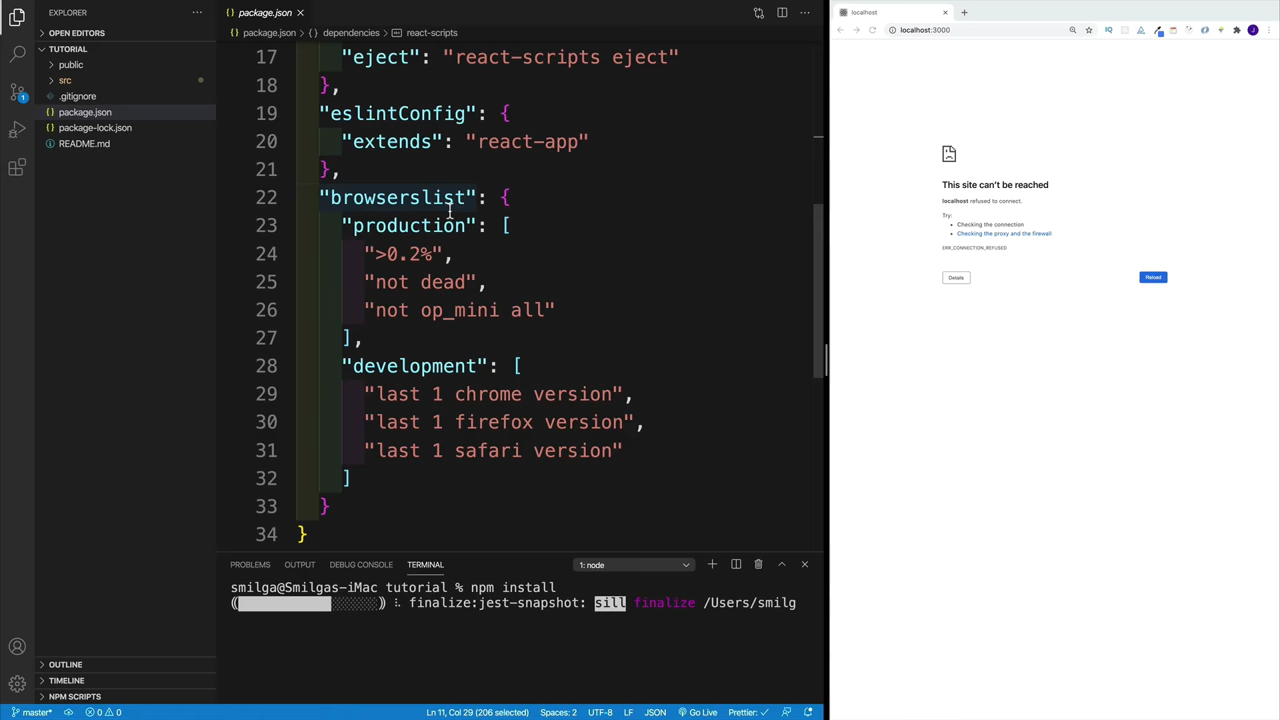 EXPLORER
OPEN EDITORS
TUTORIAL
public
src
.gitignore
package.json
package-lock.json
README.md
OUTLINE
TIMELINE
NPM SCRIPTS
package.json
package.json > dependencies > react-scripts
17 "eject": "react-scripts eject"
18 },
19 "eslintConfig": {
20 "extends": "react-app"
21 },
22 "browserslist": {
23 "production": [
24 ">0.2%",
25 "not dead",
26 "not op_mini all"
27 ],
28 "development": [
29 "last 1 chrome version",
30 "last 1 firefox version",
31 "last 1 safari version"
32 ]
33 }
34 }
PROBLEMS OUTPUT DEBUG CONSOLE TERMINAL 1: node
smilga@Smilgas-iMac tutorial % npm install
finalize:jest-snapshot: sill finalize /Users/smilg
master* 0 0 Ln 11, Col 29 (206 selected) Spaces: 2 UTF-8 LF JSON Go Live Prettier: ✓
localhost
localhost:3000
This site can't be reached
localhost refused to connect.
Try:
• Checking the connection
• Checking the proxy and the firewall
ERR_CONNECTION_REFUSED
Details Reload